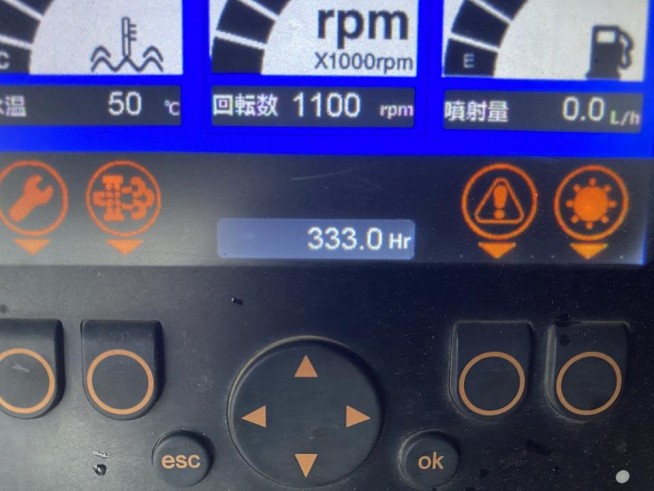 C
rpm
X1000rpm
E
水温 50 ℃
回転数 1100 rpm
噴射量 0.0 L/h
333.0 Hr
esc
ok